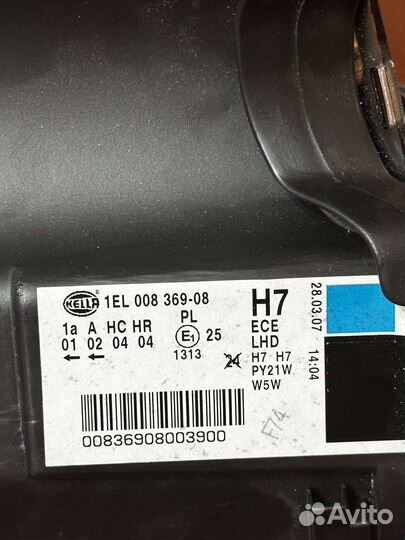 HELLA 1EL 008 369-08
PL
1a A HC HR
01 02 04 04
E1 25
1313
24
H7
ECE
LHD
H7 H7
PY21W
W5W
28.03.07 14:04
00836908003900
F74
Avito